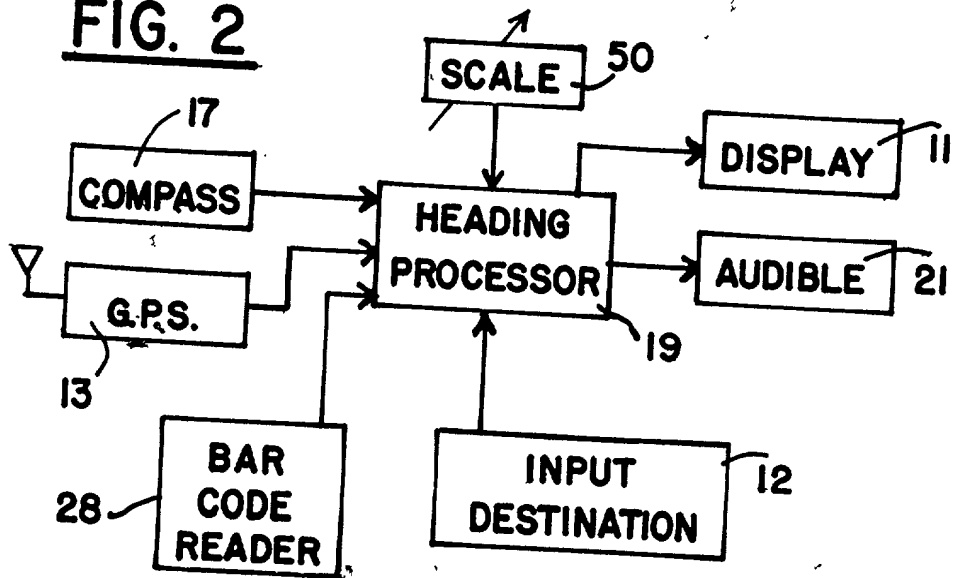 FIG. 2
SCALE
50
17
COMPASS
DISPLAY
11
HEADING
PROCESSOR
19
G.P.S.
13
AUDIBLE
21
BAR
CODE
READER
28
INPUT
DESTINATION
12